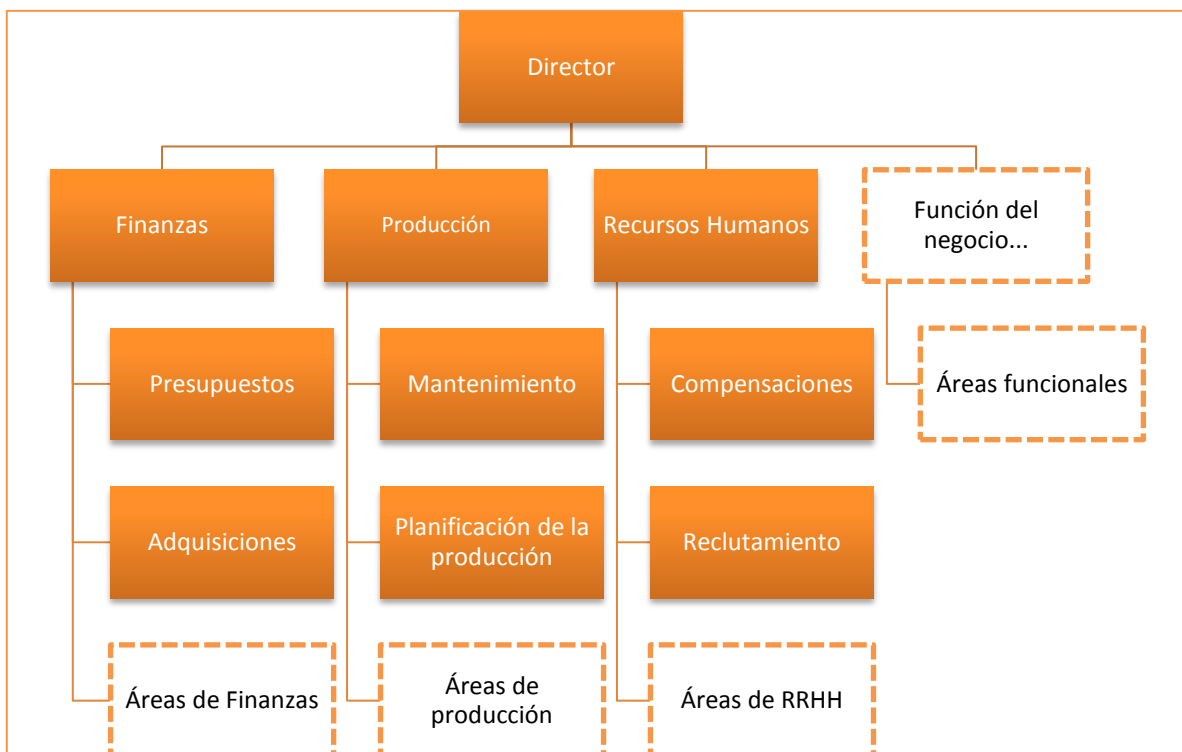 Director
Finanzas
Producción
Recursos Humanos
Función del
negocio...
Presupuestos
Mantenimiento
Compensaciones
Áreas funcionales
Adquisiciones
Planificación de la
producción
Reclutamiento
Áreas de Finanzas
Áreas de
producción
Áreas de RRHH